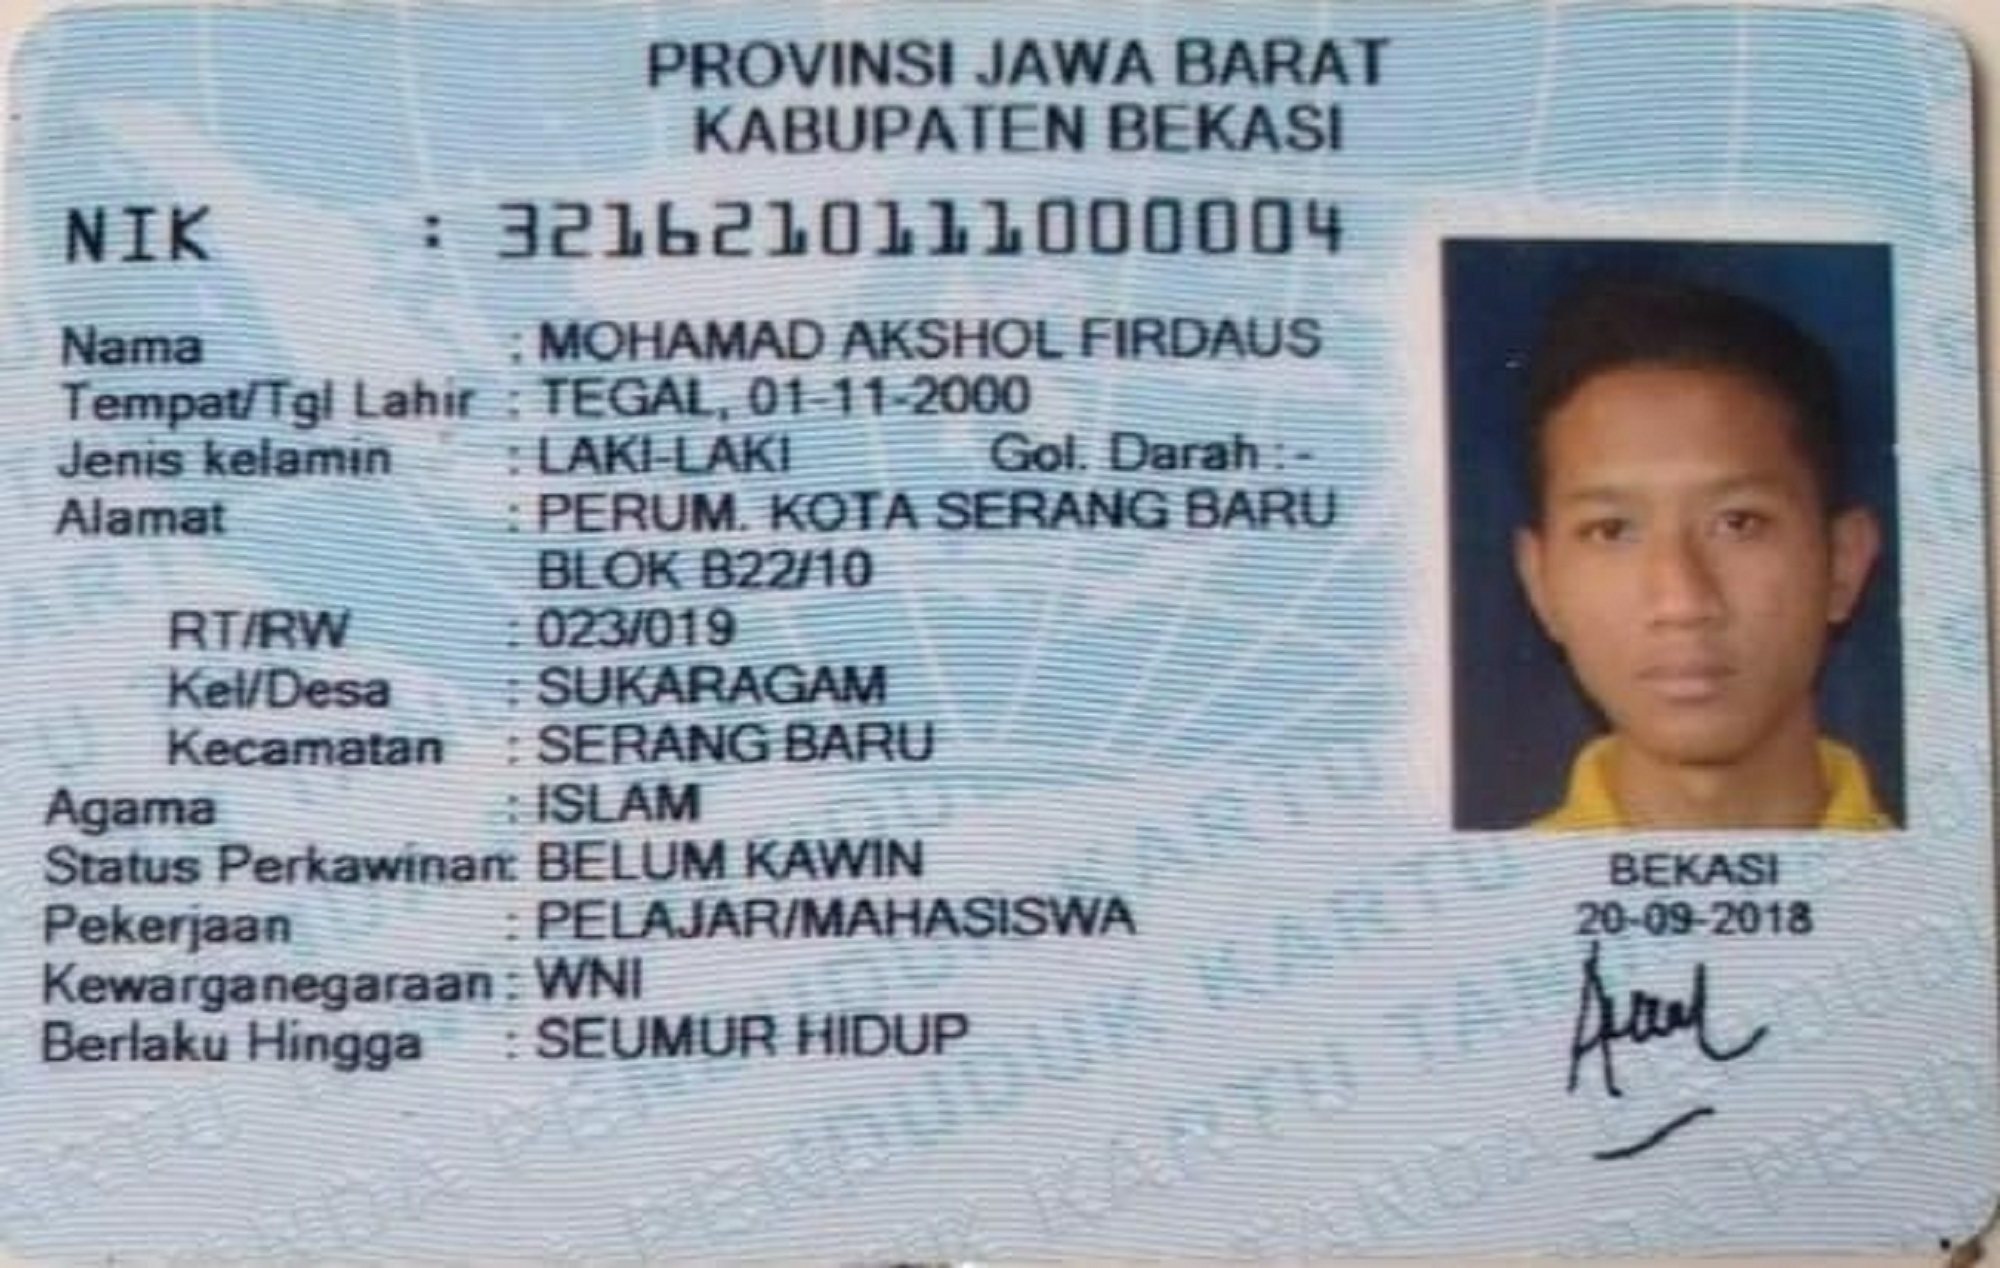 PROVINSI JAWA BARAT
KABUPATEN BEKASI
NIK : 3216210111000004
Nama : MOHAMAD AKSHOL FIRDAUS
Tempat/Tgl Lahir : TEGAL, 01-11-2000
Jenis kelamin : LAKI-LAKI Gol. Darah : -
Alamat : PERUM. KOTA SERANG BARU
BLOK B22/10
RT/RW : 023/019
Kel/Desa : SUKARAGAM
Kecamatan : SERANG BARU
Agama : ISLAM
Status Perkawinan: BELUM KAWIN
Pekerjaan : PELAJAR/MAHASISWA
Kewarganegaraan : WNI
Berlaku Hingga : SEUMUR HIDUP
BEKASI
20-09-2018